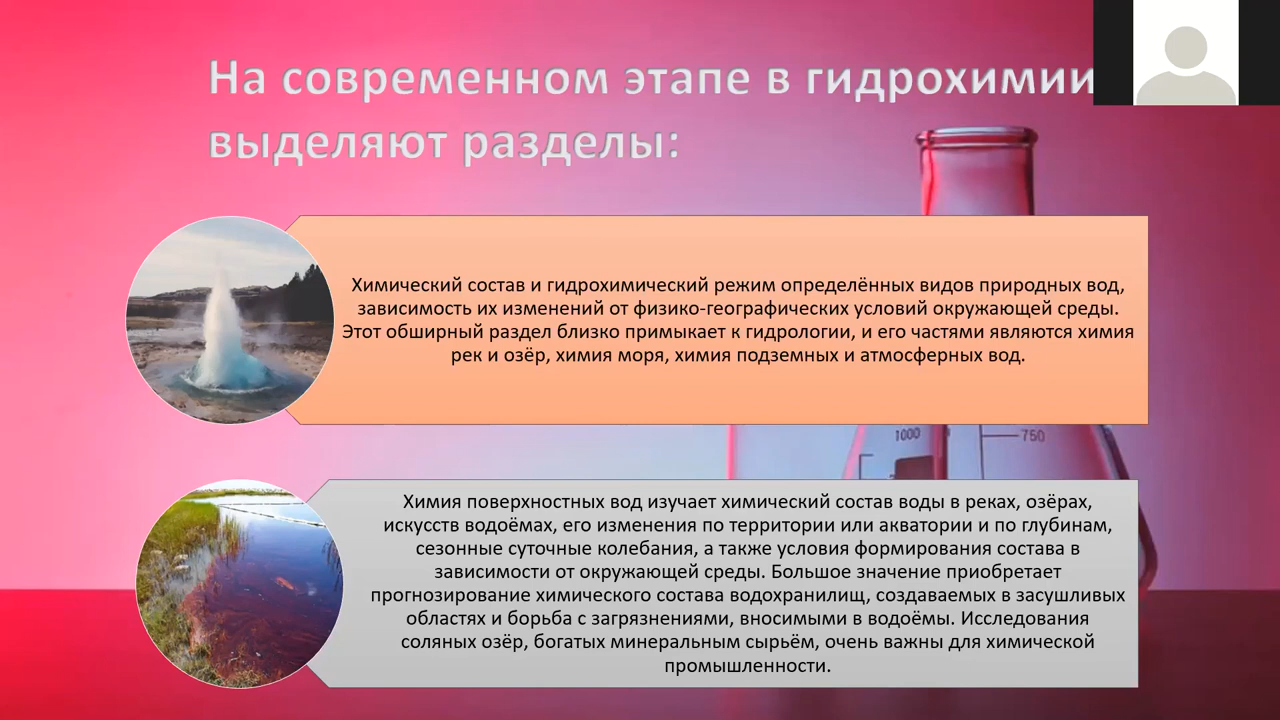 На современном этапе в гидрохимии
выделяют разделы:
Химический состав и гидрохимический режим определённых видов природных вод,
зависимость их изменений от физико-географических условий окружающей среды.
Этот обширный раздел близко примыкает к гидрологии, и его частями являются химия
рек и озёр, химия моря, химия подземных и атмосферных вод.
1000
750
Химия поверхностных вод изучает химический состав воды в реках, озёрах,
искусств водоёмах, его изменения по территории или акватории и по глубинам,
сезонные суточные колебания, а также условия формирования состава в
зависимости от окружающей среды. Большое значение приобретает
прогнозирование химического состава водохранилищ, создаваемых в засушливых
областях и борьба с загрязнениями, вносимыми в водоёмы. Исследования
соляных озёр, богатых минеральным сырьём, очень важны для химической
промышленности.